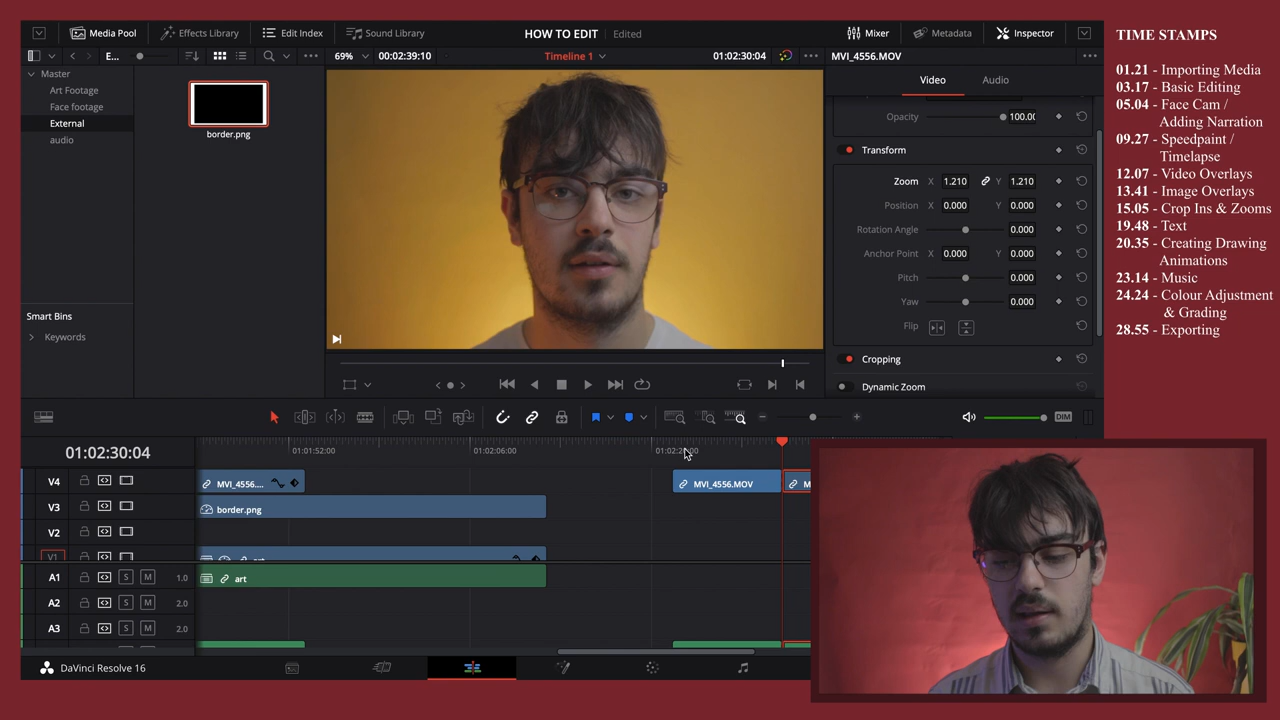 Media Pool
Effects Library
Edit Index
Sound Library
HOW TO EDIT
Edited
Mixer
Metadata
Inspector
E...
69%
00:02:39:10
Timeline 1
01:02:30:04
MVI_4556.MOV
Master
Art Footage
Face footage
External
audio
border.png
Smart Bins
Keywords
Video
Audio
Opacity
100.00
Transform
Zoom X 1.210 Y 1.210
Position X 0.000 Y 0.000
Rotation Angle 0.000
Anchor Point X 0.000 Y 0.000
Pitch 0.000
Yaw 0.000
Flip
Cropping
Dynamic Zoom
DIM
01:02:30:04
01:01:52:00
01:02:06:00
V4
MVI_4556....
MVI_4556.MOV
V3
border.png
V2
V1
A1
S
M
1.0
art
A2
S
M
2.0
A3
S
M
2.0
DaVinci Resolve 16
TIME STAMPS
01.21 - Importing Media
03.17 - Basic Editing
05.04 - Face Cam /
Adding Narration
09.27 - Speedpaint /
Timelapse
12.07 - Video Overlays
13.41 - Image Overlays
15.05 - Crop Ins & Zooms
19.48 - Text
20.35 - Creating Drawing
Animations
23.14 - Music
24.24 - Colour Adjustment
& Grading
28.55 - Exporting